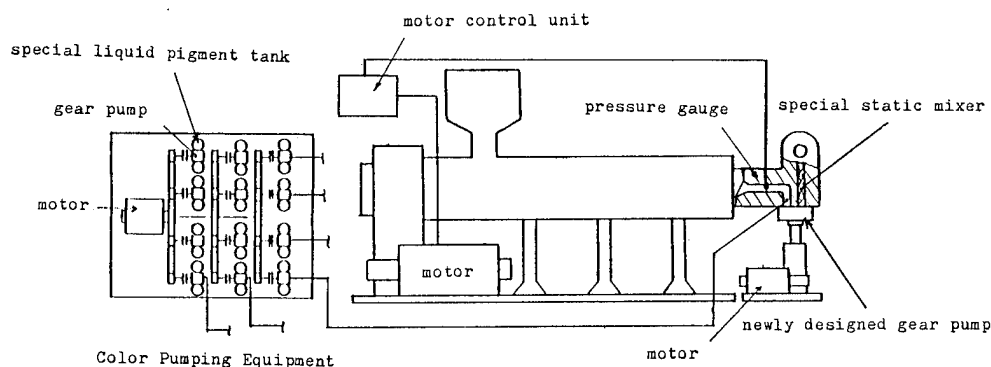 motor control unit
special liquid pigment tank
gear pump
pressure gauge
special static mixer
motor
motor
newly designed gear pump
motor
Color Pumping Equipment